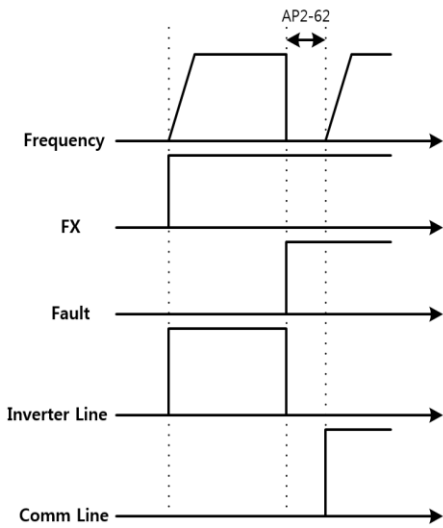 AP2-62
Frequency
FX
Fault
Inverter Line
Comm Line